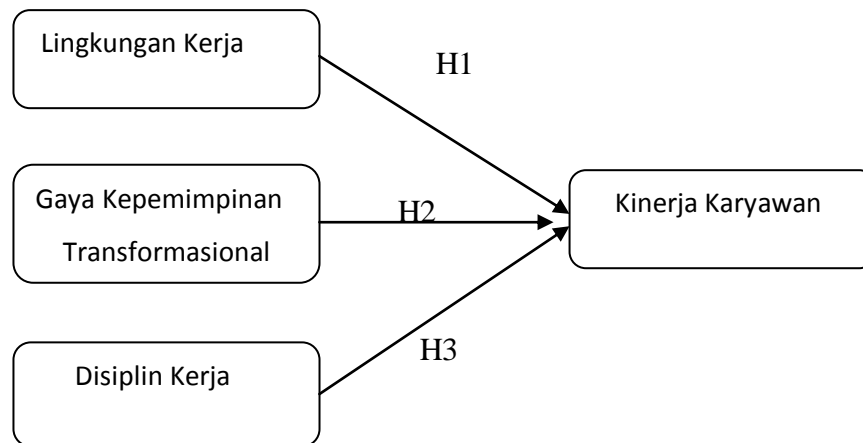 Lingkungan Kerja
H1
Gaya Kepemimpinan
Transformasional
H2
Kinerja Karyawan
H3
Disiplin Kerja